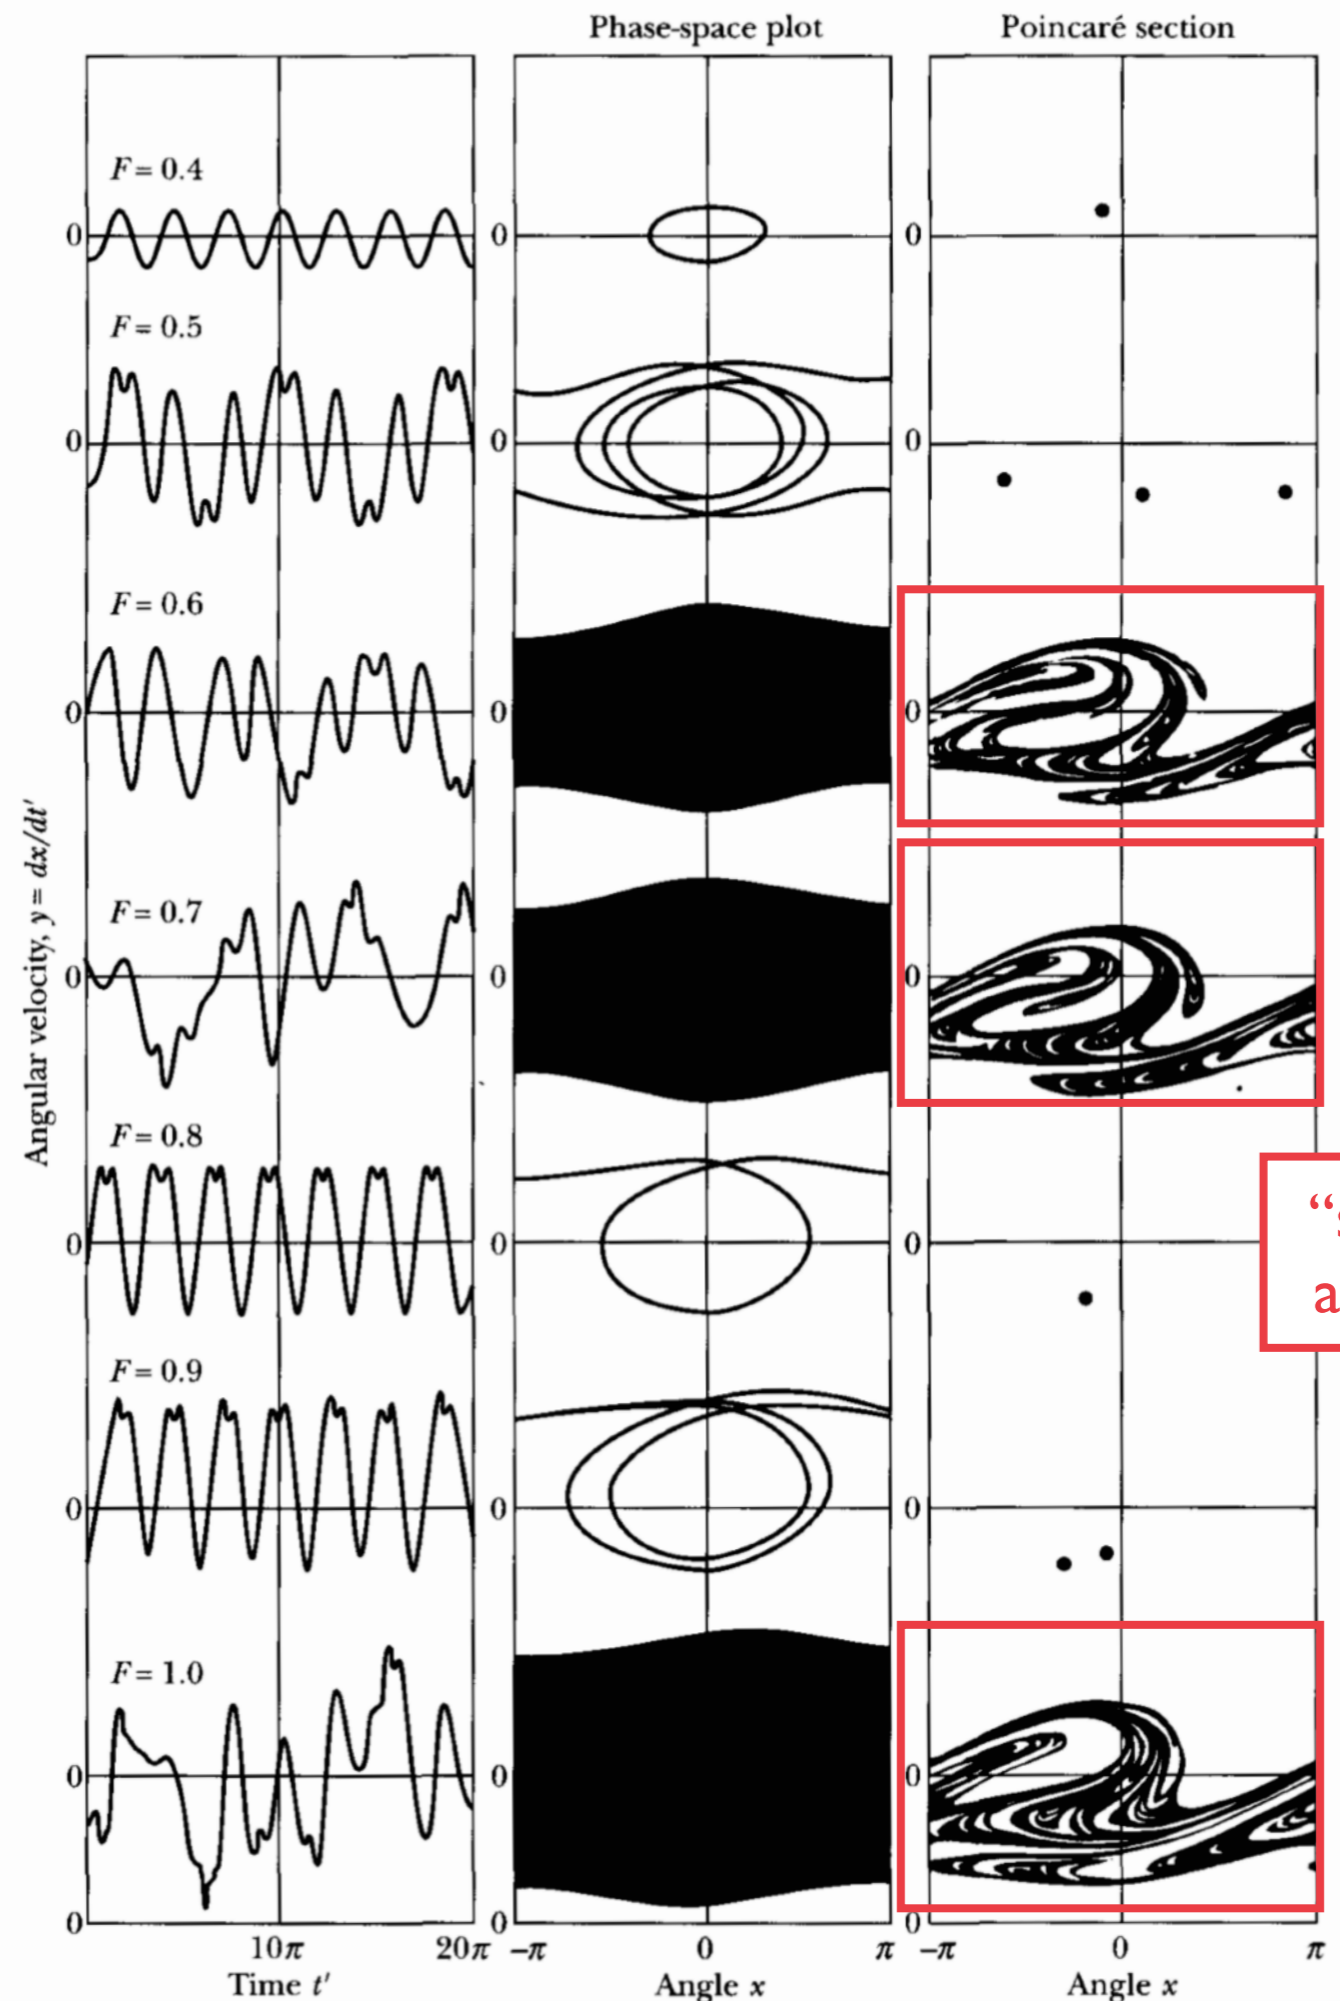 Phase-space plot
Poincaré section
F = 0.4
0
0
0
F = 0.5
0
0
0
F = 0.6
0
0
0
Angular velocity, y = dx/dt′
F = 0.7
0
0
0
F = 0.8
0
0
0
F = 0.9
0
0
0
F = 1.0
0
0
0
0
0
0
10π
20π
−π
0
π
−π
0
π
Time t′
Angle x
Angle x